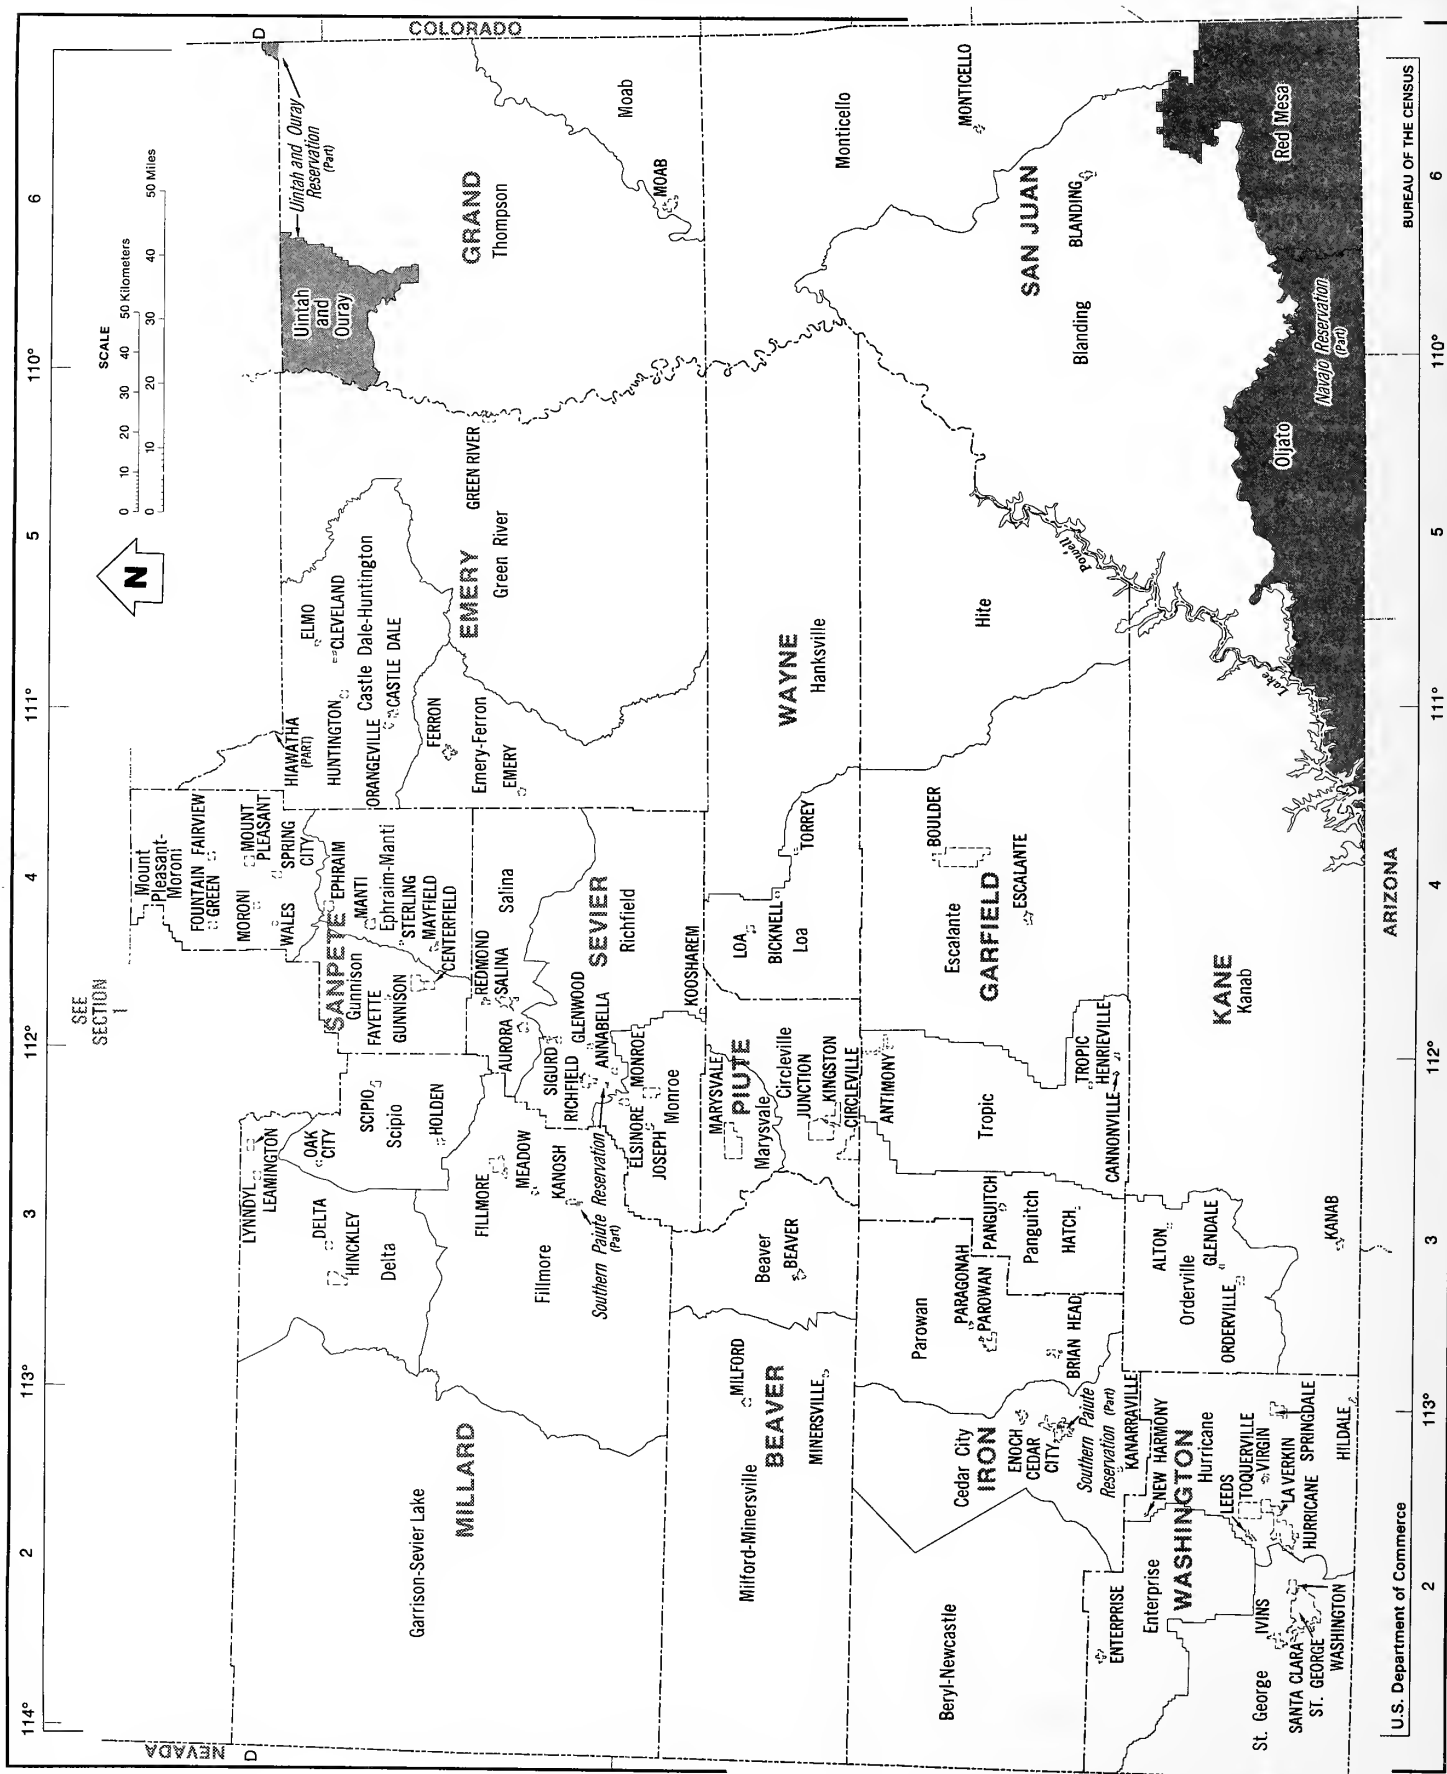 114°
2
113°
3
112°
4
111°
5
110°
6
SEE
SECTION
1
N
SCALE
0 10 20 30 40 50 Kilometers
0 10 20 30 40 50 Miles
NEVADA
D
COLORADO
D
Uintah and Ouray
Reservation
(Part)
Uintah
and
Ouray
Mount
Pleasant-
Moroni
FOUNTAIN
GREEN
FAIRVIEW
MORONI
MOUNT
PLEASANT
WALES
SPRING
CITY
SANPETE
EPHRAIM
MANTI
Ephraim-Manti
STERLING
MAYFIELD
CENTERFIELD
Gunnison
FAYETTE
GUNNISON
HIAWATHA
(PART)
ELMO
CLEVELAND
HUNTINGTON
Castle Dale-Huntington
ORANGEVILLE
CASTLE DALE
FERRON
Emery-Ferron
EMERY
EMERY
Green River
GREEN RIVER
GRAND
Thompson
Moab
MOAB
LYNNDYL
LEAMINGTON
OAK
CITY
SCIPIO
Scipio
HOLDEN
DELTA
HINCKLEY
Delta
MILLARD
Garrison-Sevier Lake
FILLMORE
MEADOW
KANOSH
Fillmore
Southern Paiute Reservation
(Part)
REDMOND
SALINA
Salina
AURORA
SIGURD
GLENWOOD
RICHFIELD
ANNABELLA
SEVIER
Richfield
ELSINORE
MONROE
JOSEPH
Monroe
KOOSHAREM
MARYSVALE
PIUTE
Marysvale
Circleville
JUNCTION
KINGSTON
CIRCLEVILLE
LOA
BICKNELL
Loa
TORREY
WAYNE
Hanksville
Beaver
BEAVER
MILFORD
BEAVER
Milford-Minersville
MINERSVILLE
Monticello
MONTICELLO
SAN JUAN
Blanding
BLANDING
Beryl-Newcastle
Cedar City
IRON
ENOCH
CEDAR
CITY
Southern Paiute
Reservation (Part)
KANARRAVILLE
Parowan
PARAGONAH
PAROWAN
BRIAN HEAD
PANGUITCH
Panguitch
HATCH
ANTIMONY
Tropic
TROPIC
HENRIEVILLE
CANNONVILLE
Escalante
GARFIELD
ESCALANTE
BOULDER
Hite
Lake
Powell
ENTERPRISE
Enterprise
NEW HARMONY
WASHINGTON
Hurricane
LEEDS
TOQUERVILLE
VIRGIN
LA VERKIN
SPRINGDALE
HURRICANE
HILDALE
St. George
IVINS
SANTA CLARA
ST. GEORGE
WASHINGTON
ALTON
Orderville
GLENDALE
ORDERVILLE
KANAB
KANE
Kanab
Oljato
Navajo Reservation
(Part)
Red Mesa
ARIZONA
U.S. Department of Commerce
BUREAU OF THE CENSUS
2
113°
3
112°
4
111°
5
110°
6